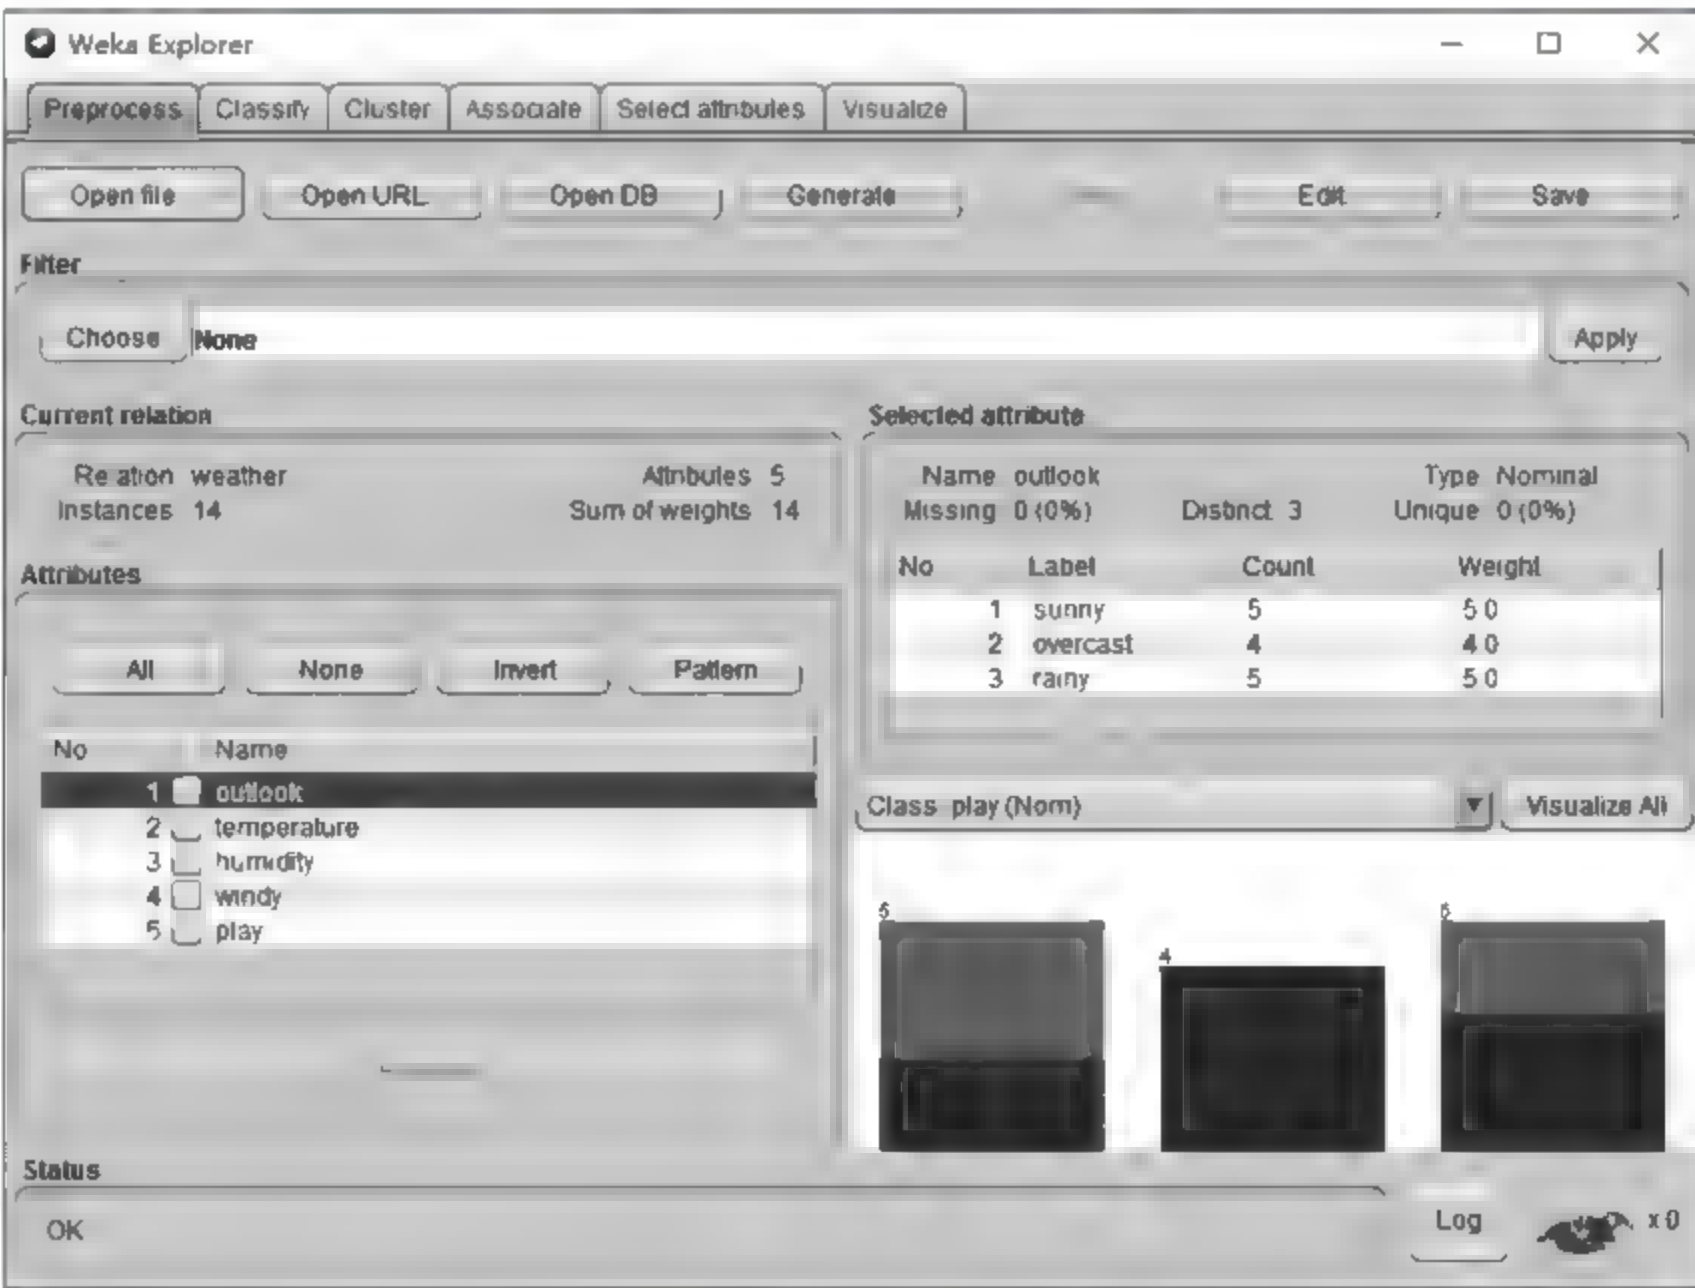 Weka Explorer
Preprocess Classify Cluster Associate Select attributes Visualize
Open file Open URL Open DB Generate Edit Save
Filter
Choose None Apply
Current relation
Relation weather Attributes 5
Instances 14 Sum of weights 14
Attributes
All None Invert Pattern
No Name
1 outlook
2 temperature
3 humidity
4 windy
5 play
Selected attribute
Name outlook Type Nominal
Missing 0 (0%) Distinct 3 Unique 0 (0%)
No Label Count Weight
1 sunny 5 5 0
2 overcast 4 4 0
3 rainy 5 5 0
Class play (Nom) Visualize All
5 4 5
Status
OK
Log x 0